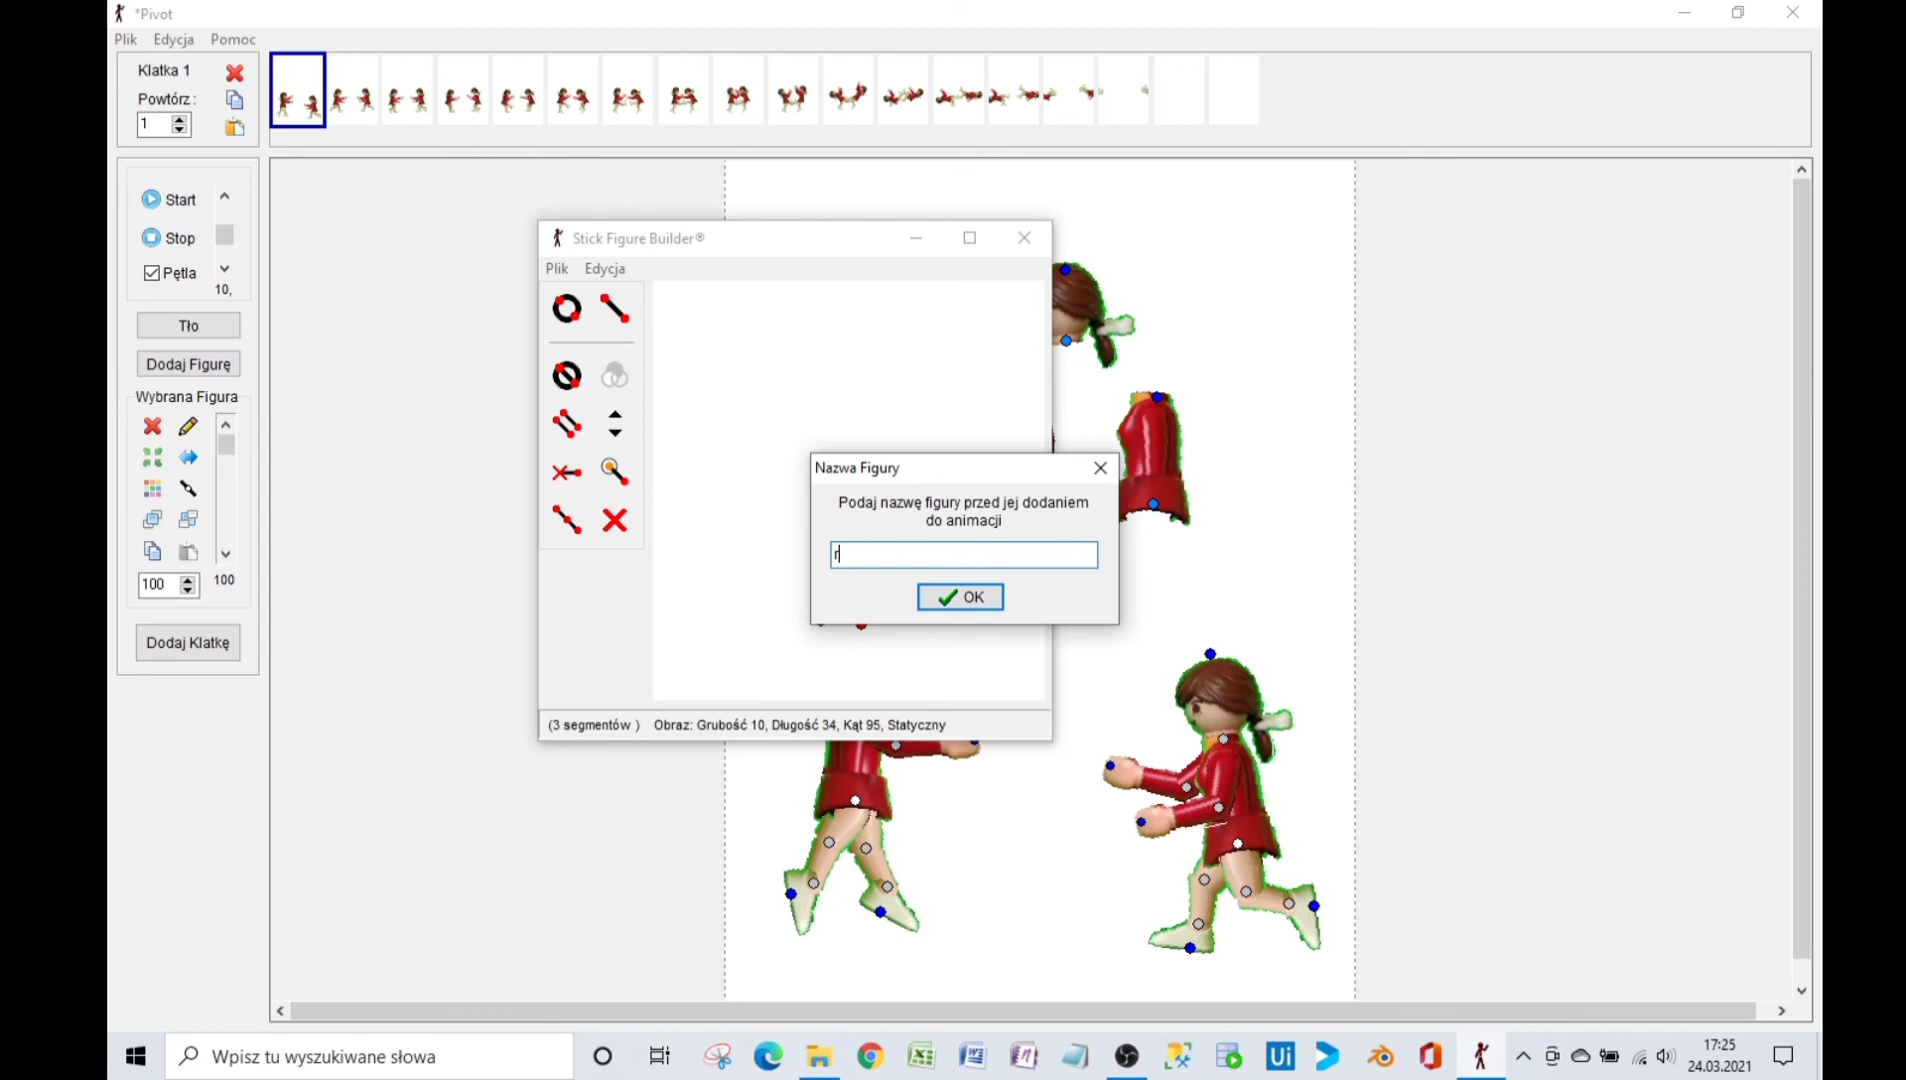 *Pivot
Plik Edycja Pomoc
Klatka 1
Powtórz :
1
Start
Stop
Pętla
10,
Tło
Dodaj Figurę
Wybrana Figura
100
100
Dodaj Klatkę
Stick Figure Builder®
Plik Edycja
Nazwa Figury
Podaj nazwę figury przed jej dodaniem
do animacji
r
OK
(3 segmentów ) Obraz: Grubość 10, Długość 34, Kąt 95, Statyczny
Wpisz tu wyszukiwane słowa
Ui
17:25
24.03.2021